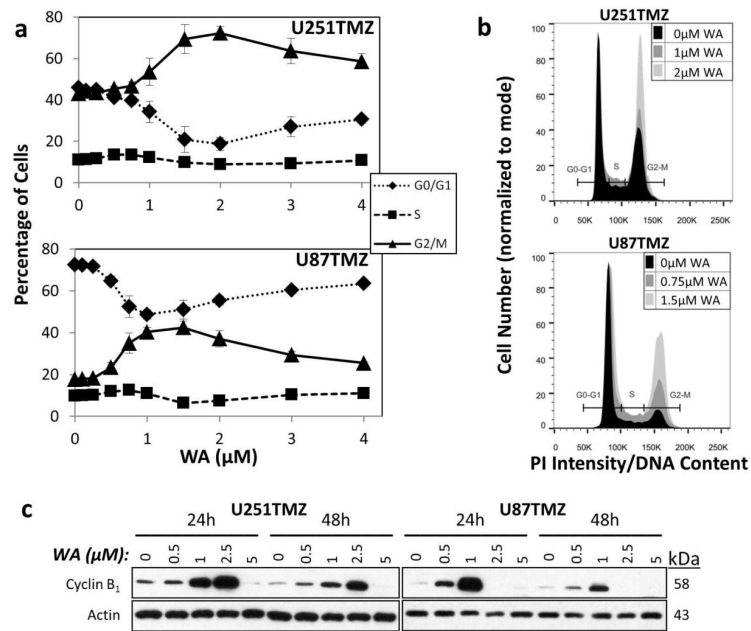 a
U251TMZ
Percentage of Cells
80
60
40
20
0
0 1 2 3 4
G0/G1
S
G2/M
U87TMZ
80
60
40
20
0
0 1 2 3 4
WA (μM)
b
U251TMZ
Cell Number (normalized to mode)
0μM WA
1μM WA
2μM WA
100
80
60
40
20
0
G0-G1 S G2-M
0 50K 100K 150K 200K 250K
U87TMZ
0μM WA
0.75μM WA
1.5μM WA
100
80
60
40
20
0
G0-G1 S G2-M
0 50K 100K 150K 200K 250K
PI Intensity/DNA Content
c
U251TMZ U87TMZ
24h 48h 24h 48h
WA (μM): 0 0.5 1 2.5 5 0 0.5 1 2.5 5 0 0.5 1 2.5 5 0 0.5 1 2.5 5 kDa
Cyclin B1 58
Actin 43